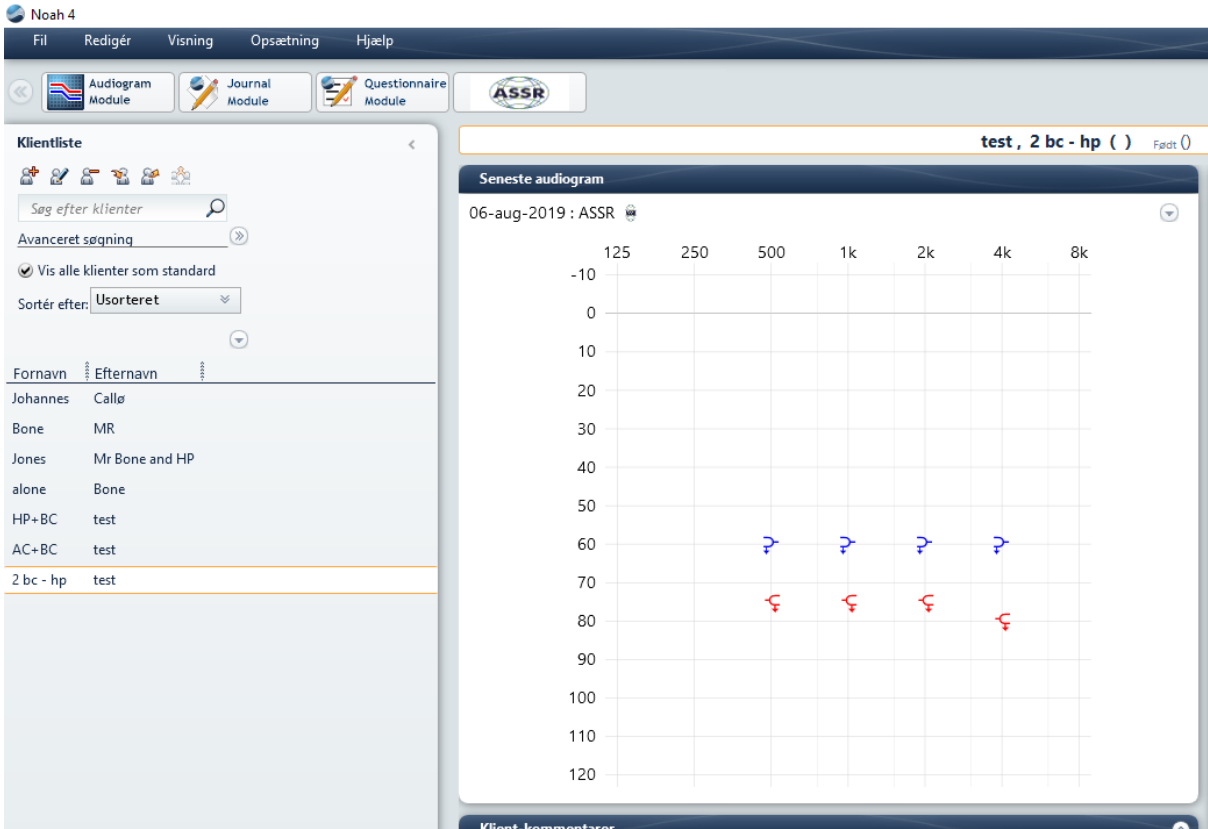 Noah 4
Fil Redigér Visning Opsætning Hjælp
Audiogram Module
Journal Module
Questionnaire Module
ASSR
Klientliste
Søg efter klienter
Avanceret søgning
Vis alle klienter som standard
Sortér efter: Usorteret
Fornavn Efternavn
Johannes Callø
Bone MR
Jones Mr Bone and HP
alone Bone
HP+BC test
AC+BC test
2 bc - hp test
test , 2 bc - hp ( ) Født ()
Seneste audiogram
06-aug-2019 : ASSR
125 250 500 1k 2k 4k 8k
-10
0
10
20
30
40
50
60
70
80
90
100
110
120
Klient-kommentarer